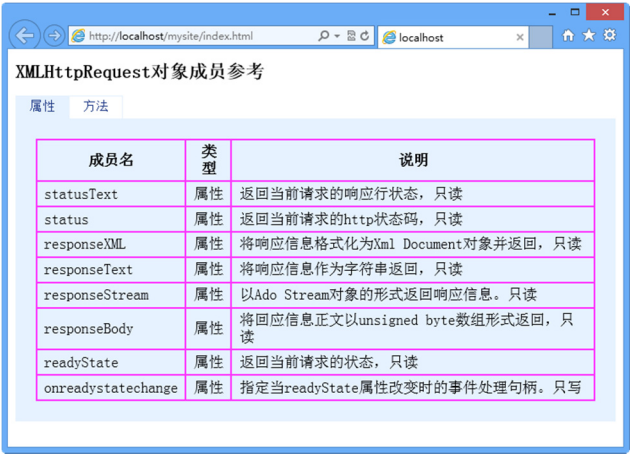 http://localhost/mysite/index.html
localhost
XMLHttpRequest对象成员参考
属性 方法
成员名 类型 说明
statusText 属性 返回当前请求的响应行状态，只读
status 属性 返回当前请求的http状态码，只读
responseXML 属性 将响应信息格式化为Xml Document对象并返回，只读
responseText 属性 将响应信息作为字符串返回，只读
responseStream 属性 以Ado Stream对象的形式返回响应信息。只读
responseBody 属性 将回应信息正文以unsigned byte数组形式返回，只
读
readyState 属性 返回当前请求的状态，只读
onreadystatechange 属性 指定当readyState属性改变时的事件处理句柄。只写